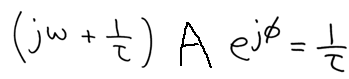 (jω + 1/τ) A e^{jϕ} = 1/τ